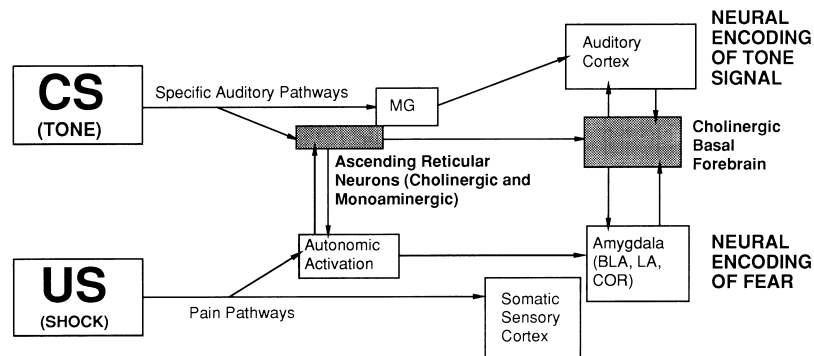 CS
(TONE)
Specific Auditory Pathways
MG
Auditory
Cortex
NEURAL
ENCODING
OF TONE
SIGNAL
Ascending Reticular
Neurons (Cholinergic and
Monoaminergic)
Cholinergic
Basal
Forebrain
US
(SHOCK)
Pain Pathways
Autonomic
Activation
Somatic
Sensory
Cortex
Amygdala
(BLA, LA,
COR)
NEURAL
ENCODING
OF FEAR